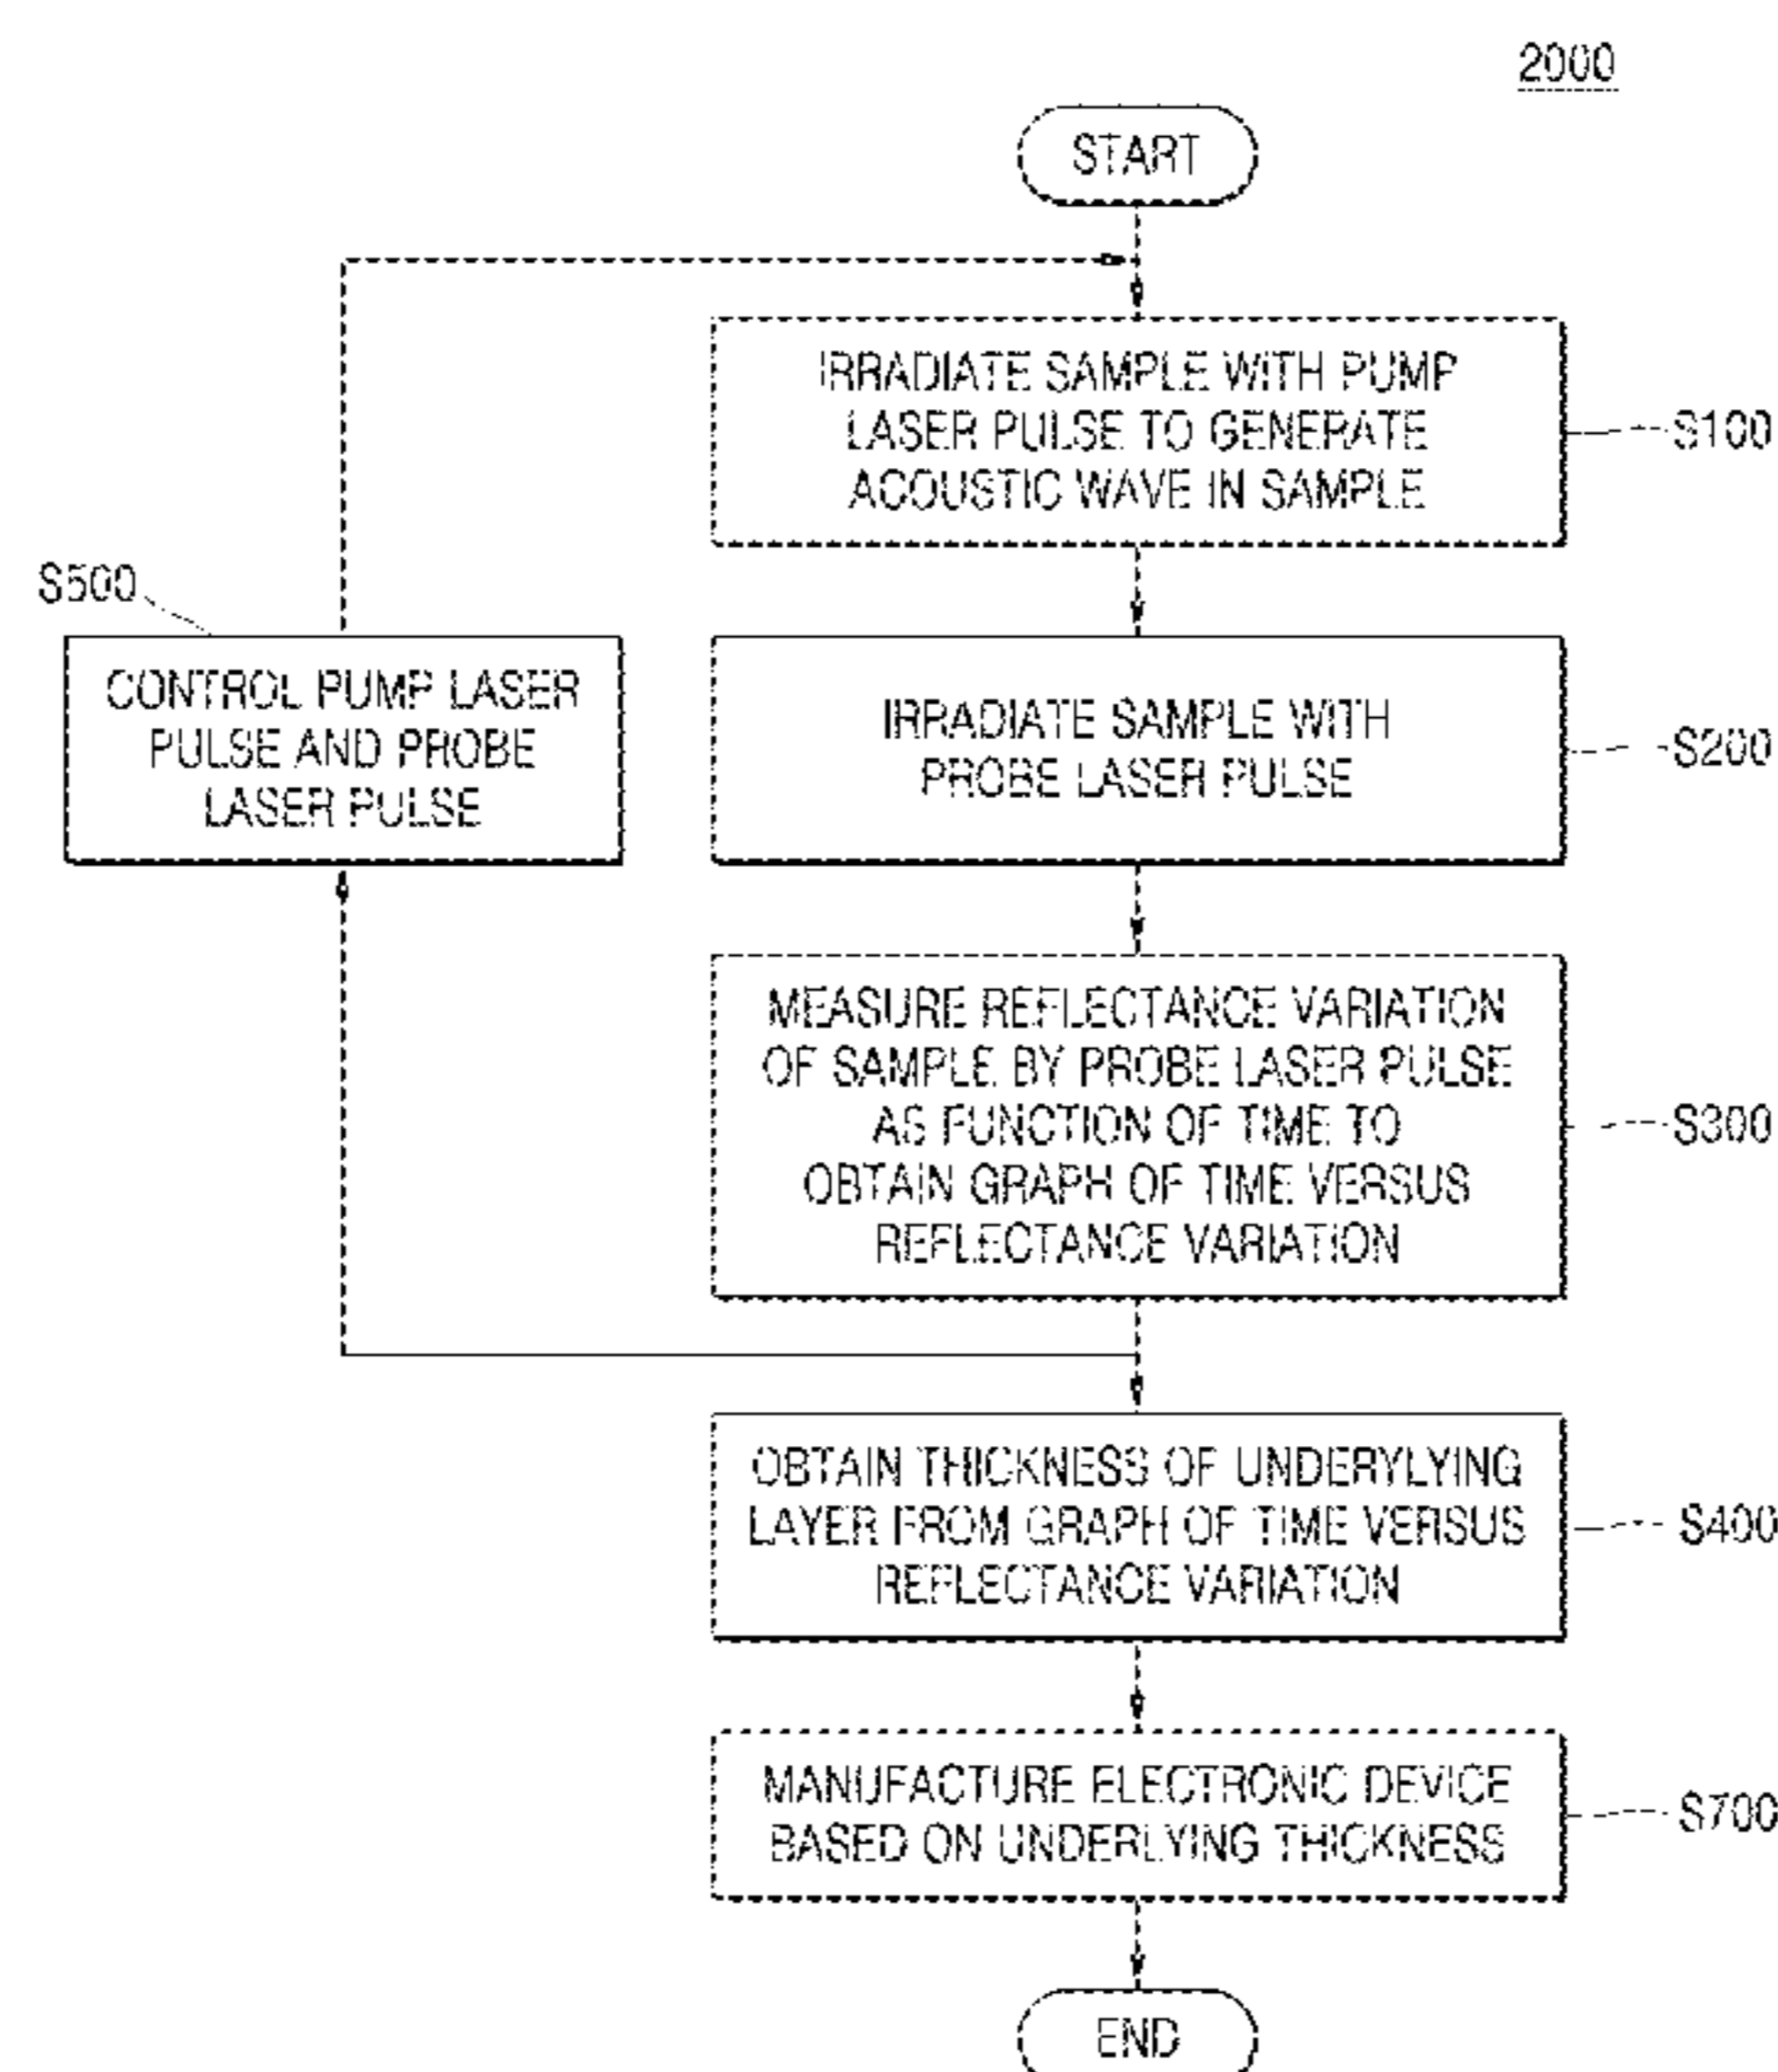 2000
START
IRRADIATE SAMPLE WITH PUMP
LASER PULSE TO GENERATE
ACOUSTIC WAVE IN SAMPLE
S100
S500
CONTROL PUMP LASER
PULSE AND PROBE
LASER PULSE
IRRADIATE SAMPLE WITH
PROBE LASER PULSE
S200
MEASURE REFLECTANCE VARIATION
OF SAMPLE BY PROBE LASER PULSE
AS FUNCTION OF TIME TO
OBTAIN GRAPH OF TIME VERSUS
REFLECTANCE VARIATION
S300
OBTAIN THICKNESS OF UNDERYLYING
LAYER FROM GRAPH OF TIME VERSUS
REFLECTANCE VARIATION
S400
MANUFACTURE ELECTRONIC DEVICE
BASED ON UNDERLYING THICKNESS
S700
END